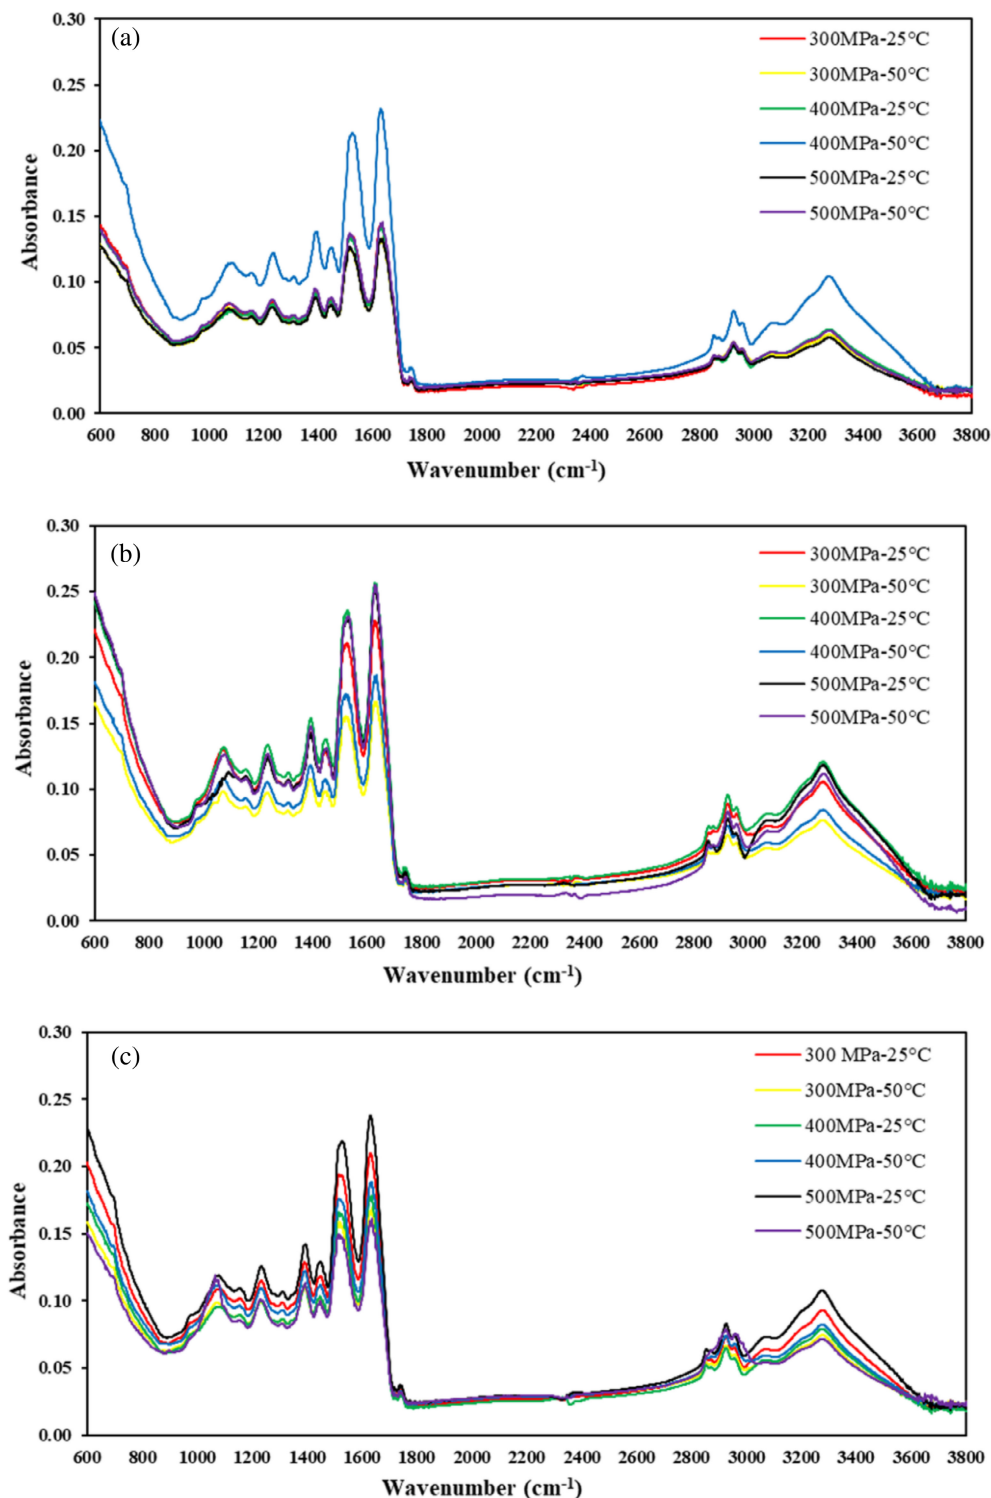 (a)
0.30
0.25
0.20
0.15
0.10
0.05
0.00
Absorbance
300MPa-25°C
300MPa-50°C
400MPa-25°C
400MPa-50°C
500MPa-25°C
500MPa-50°C
600 800 1000 1200 1400 1600 1800 2000 2200 2400 2600 2800 3000 3200 3400 3600 3800
Wavenumber (cm⁻¹)
(b)
0.30
0.25
0.20
0.15
0.10
0.05
0.00
Absorbance
300MPa-25°C
300MPa-50°C
400MPa-25°C
400MPa-50°C
500MPa-25°C
500MPa-50°C
600 800 1000 1200 1400 1600 1800 2000 2200 2400 2600 2800 3000 3200 3400 3600 3800
Wavenumber (cm⁻¹)
(c)
0.30
0.25
0.20
0.15
0.10
0.05
0.00
Absorbance
300 MPa-25°C
300MPa-50°C
400MPa-25°C
400MPa-50°C
500MPa-25°C
500MPa-50°C
600 800 1000 1200 1400 1600 1800 2000 2200 2400 2600 2800 3000 3200 3400 3600 3800
Wavenumber (cm⁻¹)